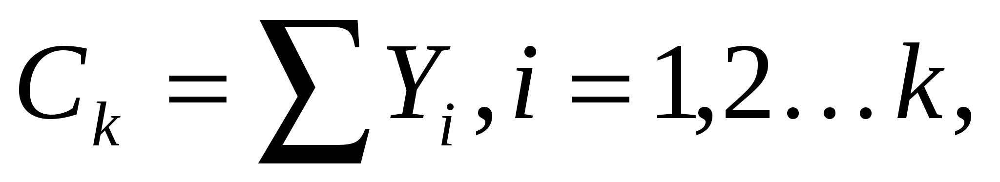 C_k = ∑ Y_i , i = 1,2…k,